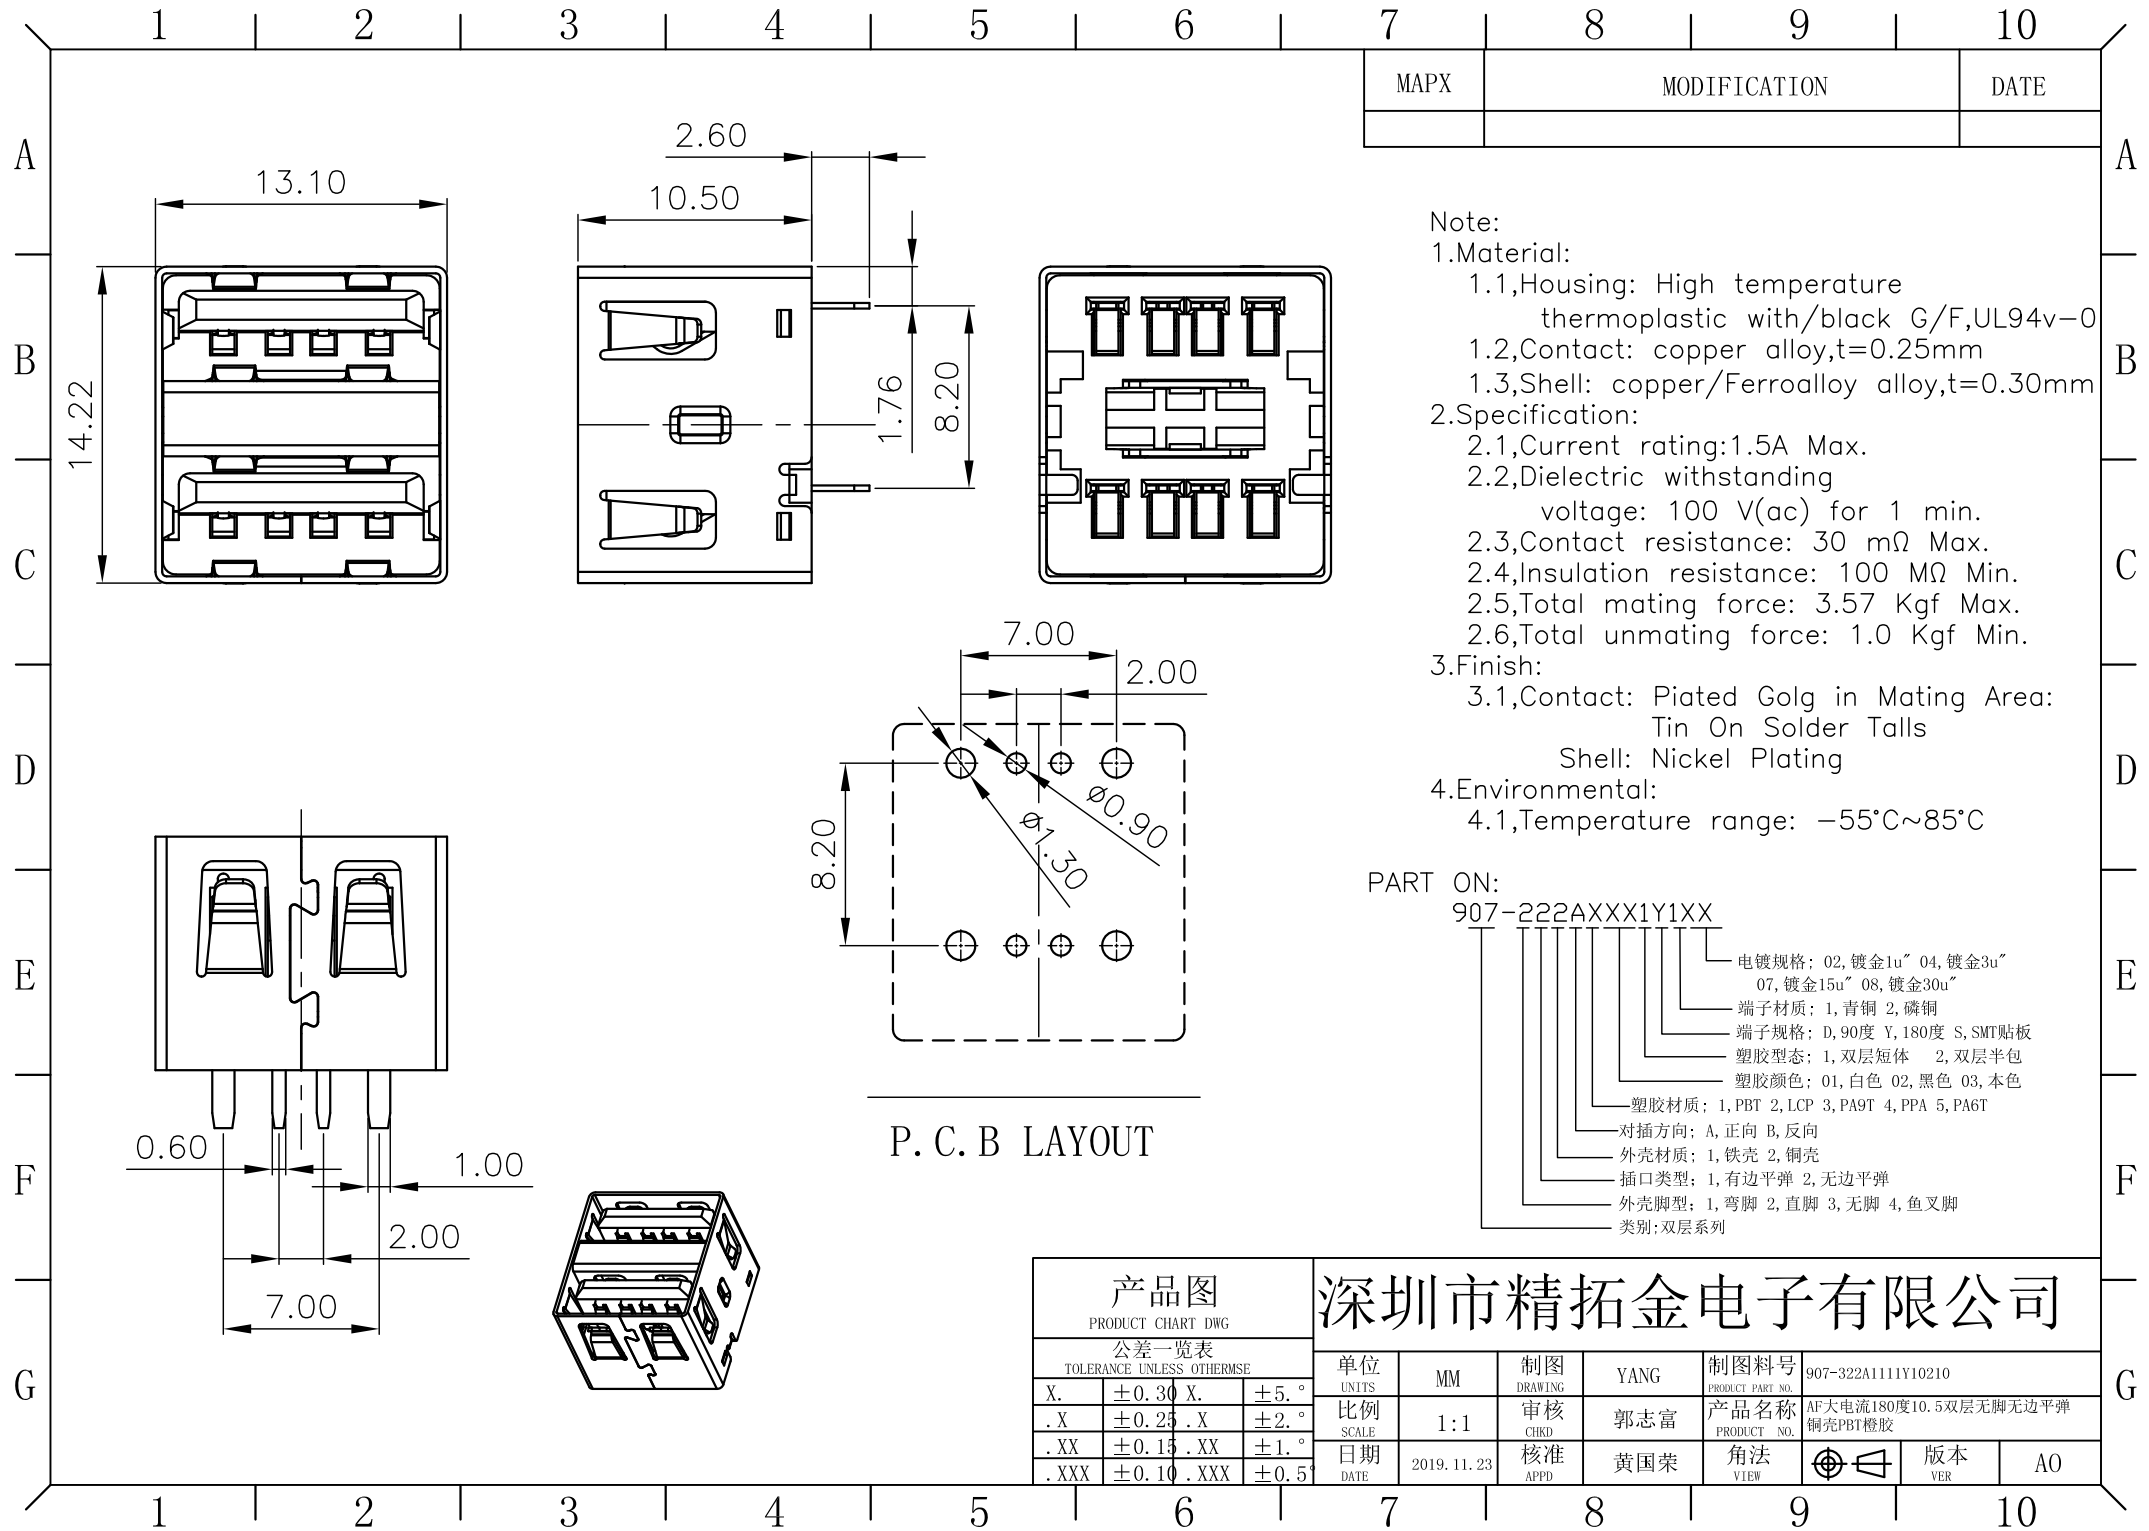 1 2 3 4 5 6 7 8 9 10
A
B
C
D
E
F
G
A
B
C
D
E
F
G
MAPX MODIFICATION DATE
13.10
14.22
2.60
10.50
1.76
8.20
7.00
2.00
8.20
ø0.90
ø1.30
P.C.B LAYOUT
0.60
1.00
2.00
7.00
Note:
1.Material:
1.1,Housing: High temperature
thermoplastic with/black G/F,UL94v-0
1.2,Contact: copper alloy,t=0.25mm
1.3,Shell: copper/Ferroalloy alloy,t=0.30mm
2.Specification:
2.1,Current rating:1.5A Max.
2.2,Dielectric withstanding
voltage: 100 V(ac) for 1 min.
2.3,Contact resistance: 30 mΩ Max.
2.4,Insulation resistance: 100 MΩ Min.
2.5,Total mating force: 3.57 Kgf Max.
2.6,Total unmating force: 1.0 Kgf Min.
3.Finish:
3.1,Contact: Piated Golg in Mating Area:
Tin On Solder Talls
Shell: Nickel Plating
4.Environmental:
4.1,Temperature range: -55°C~85°C
PART ON:
907-222AXXX1Y1XX
电镀规格; 02,镀金1u″ 04,镀金3u″
07,镀金15u″ 08,镀金30u″
端子材质; 1,青铜 2,磷铜
端子规格; D,90度 Y,180度 S,SMT贴板
塑胶型态; 1,双层短体 2,双层半包
塑胶颜色; 01,白色 02,黑色 03,本色
塑胶材质; 1,PBT 2,LCP 3,PA9T 4,PPA 5,PA6T
对插方向; A,正向 B,反向
外壳材质; 1,铁壳 2,铜壳
插口类型; 1,有边平弹 2,无边平弹
外壳脚型; 1,弯脚 2,直脚 3,无脚 4,鱼叉脚
类别;双层系列
产品图
PRODUCT CHART DWG
公差一览表
TOLERANCE UNLESS OTHERMSE
X. ±0.30 X. ±5.°
.X ±0.25 .X ±2.°
.XX ±0.15 .XX ±1.°
.XXX ±0.10 .XXX ±0.5°
深圳市精拓金电子有限公司
单位 UNITS MM 制图 DRAWING YANG 制图料号 PRODUCT PART NO. 907-322A1111Y10210
比例 SCALE 1:1 审核 CHKD 郭志富 产品名称 PRODUCT NO. AF大电流180度10.5双层无脚无边平弹
铜壳PBT橙胶
日期 DATE 2019.11.23 核准 APPD 黄国荣 角法 VIEW 版本 VER AO
1 2 3 4 5 6 7 8 9 10